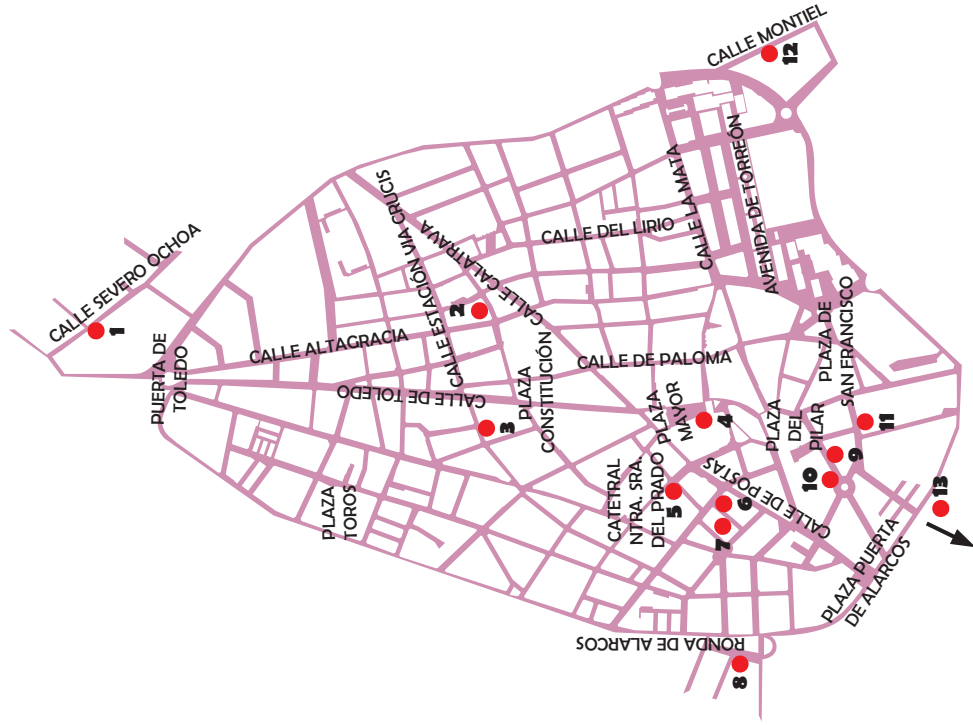 CALLE MONTIEL
12
CALLE SEVERO OCHOA
1
PUERTA DE
TOLEDO
CALLE ALTAGRACIA
CALLE ESTACIÓN VIA CRUCIS
CALLE CALATRAVA
CALLE DEL LIRIO
CALLE LA MATA
AVENIDA DE TORREÓN
2
CALLE DE TOLEDO
3
PLAZA
CONSTITUCIÓN
CALLE DE PALOMA
PLAZA
TOROS
PLAZA
MAYOR
4
CATETRAL
NTRA. SRA.
DEL PRADO
5
6
7
CALLE DE POSTAS
PLAZA
DEL
PILAR
PLAZA DE
SAN FRANCISCO
10
9
11
RONDA DE ALARCOS
8
PLAZA PUERTA
DE ALARCOS
13